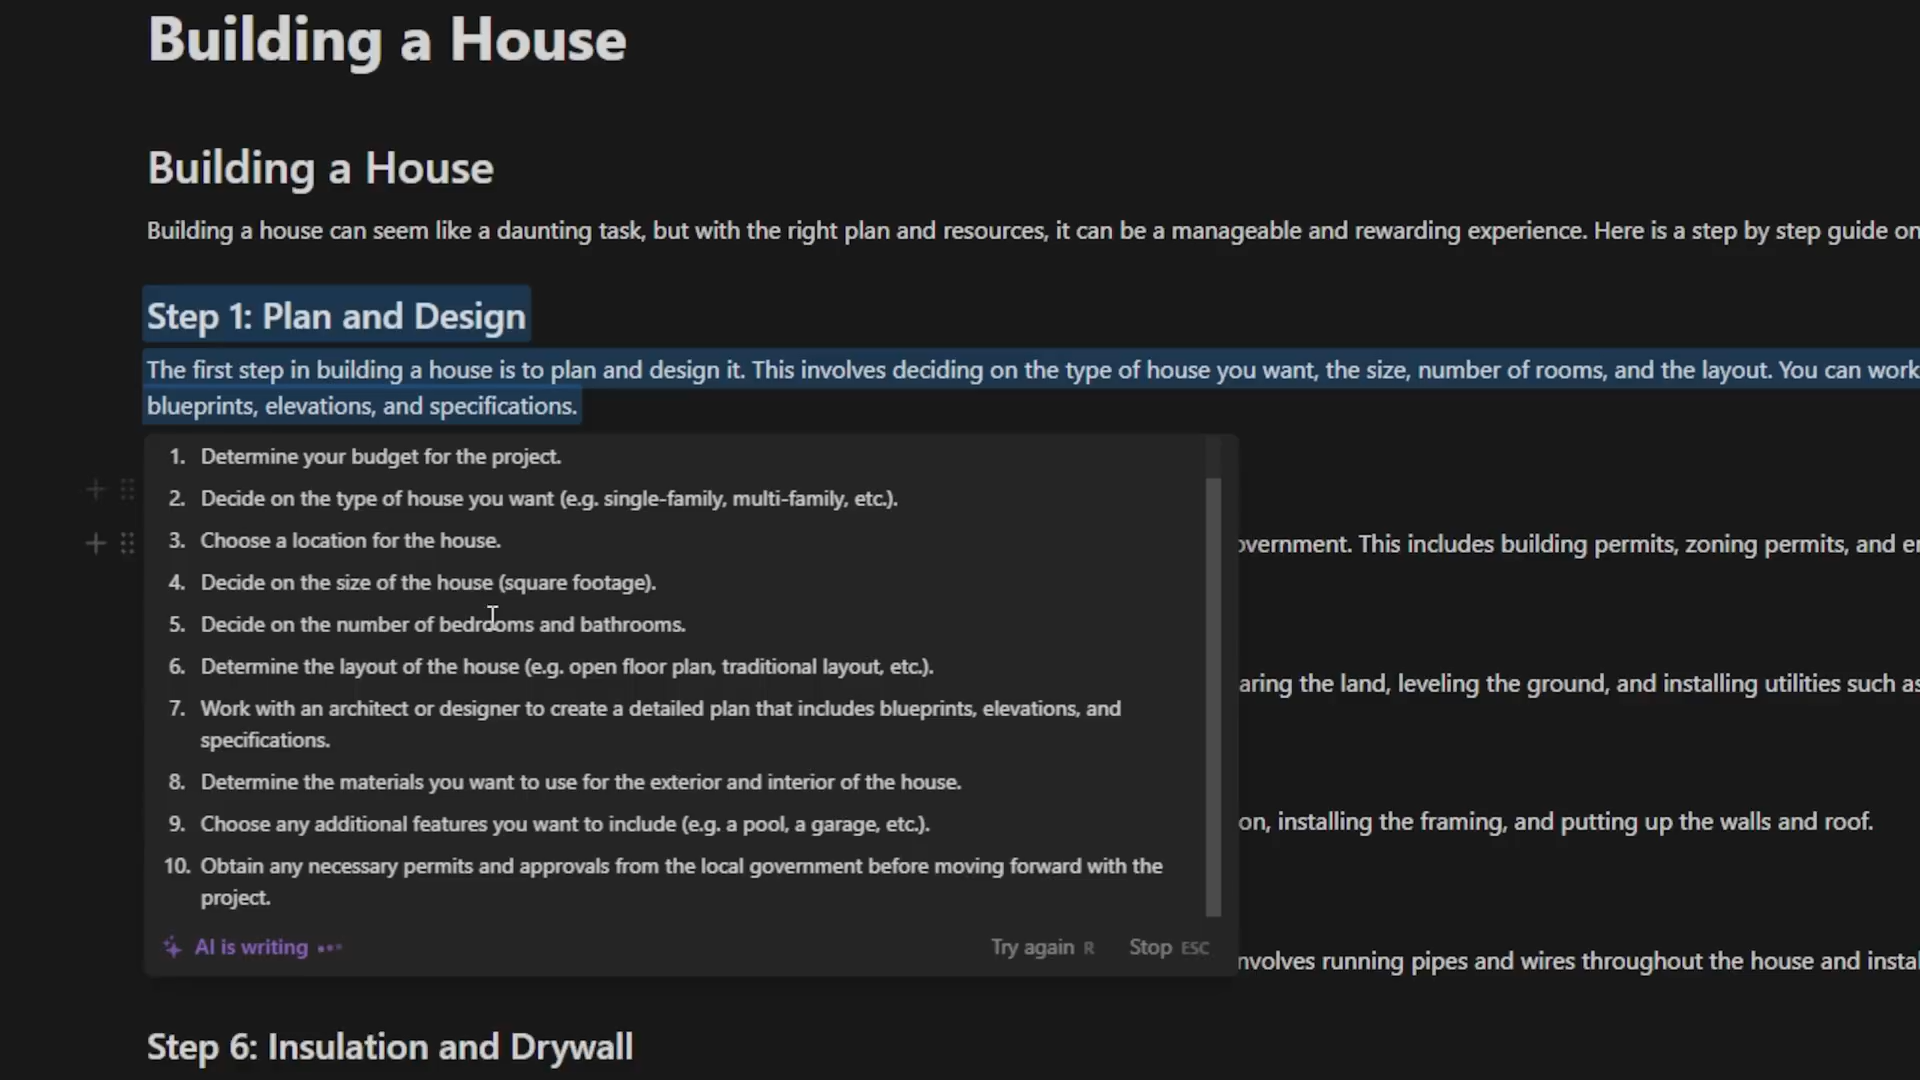 Building a House
Building a House
Building a house can seem like a daunting task, but with the right plan and resources, it can be a manageable and rewarding experience. Here is a step by step guide on
Step 1: Plan and Design
The first step in building a house is to plan and design it. This involves deciding on the type of house you want, the size, number of rooms, and the layout. You can work
blueprints, elevations, and specifications.
1. Determine your budget for the project.
2. Decide on the type of house you want (e.g. single-family, multi-family, etc.).
3. Choose a location for the house.
overnment. This includes building permits, zoning permits, and
4. Decide on the size of the house (square footage).
5. Decide on the number of bedrooms and bathrooms.
6. Determine the layout of the house (e.g. open floor plan, traditional layout, etc.).
aring the land, leveling the ground, and installing utilities such as
7. Work with an architect or designer to create a detailed plan that includes blueprints, elevations, and
specifications.
8. Determine the materials you want to use for the exterior and interior of the house.
9. Choose any additional features you want to include (e.g. a pool, a garage, etc.).
on, installing the framing, and putting up the walls and roof.
10. Obtain any necessary permits and approvals from the local government before moving forward with the
project.
AI is writing
Try again R
Stop ESC
nvolves running pipes and wires throughout the house and instal
Step 6: Insulation and Drywall